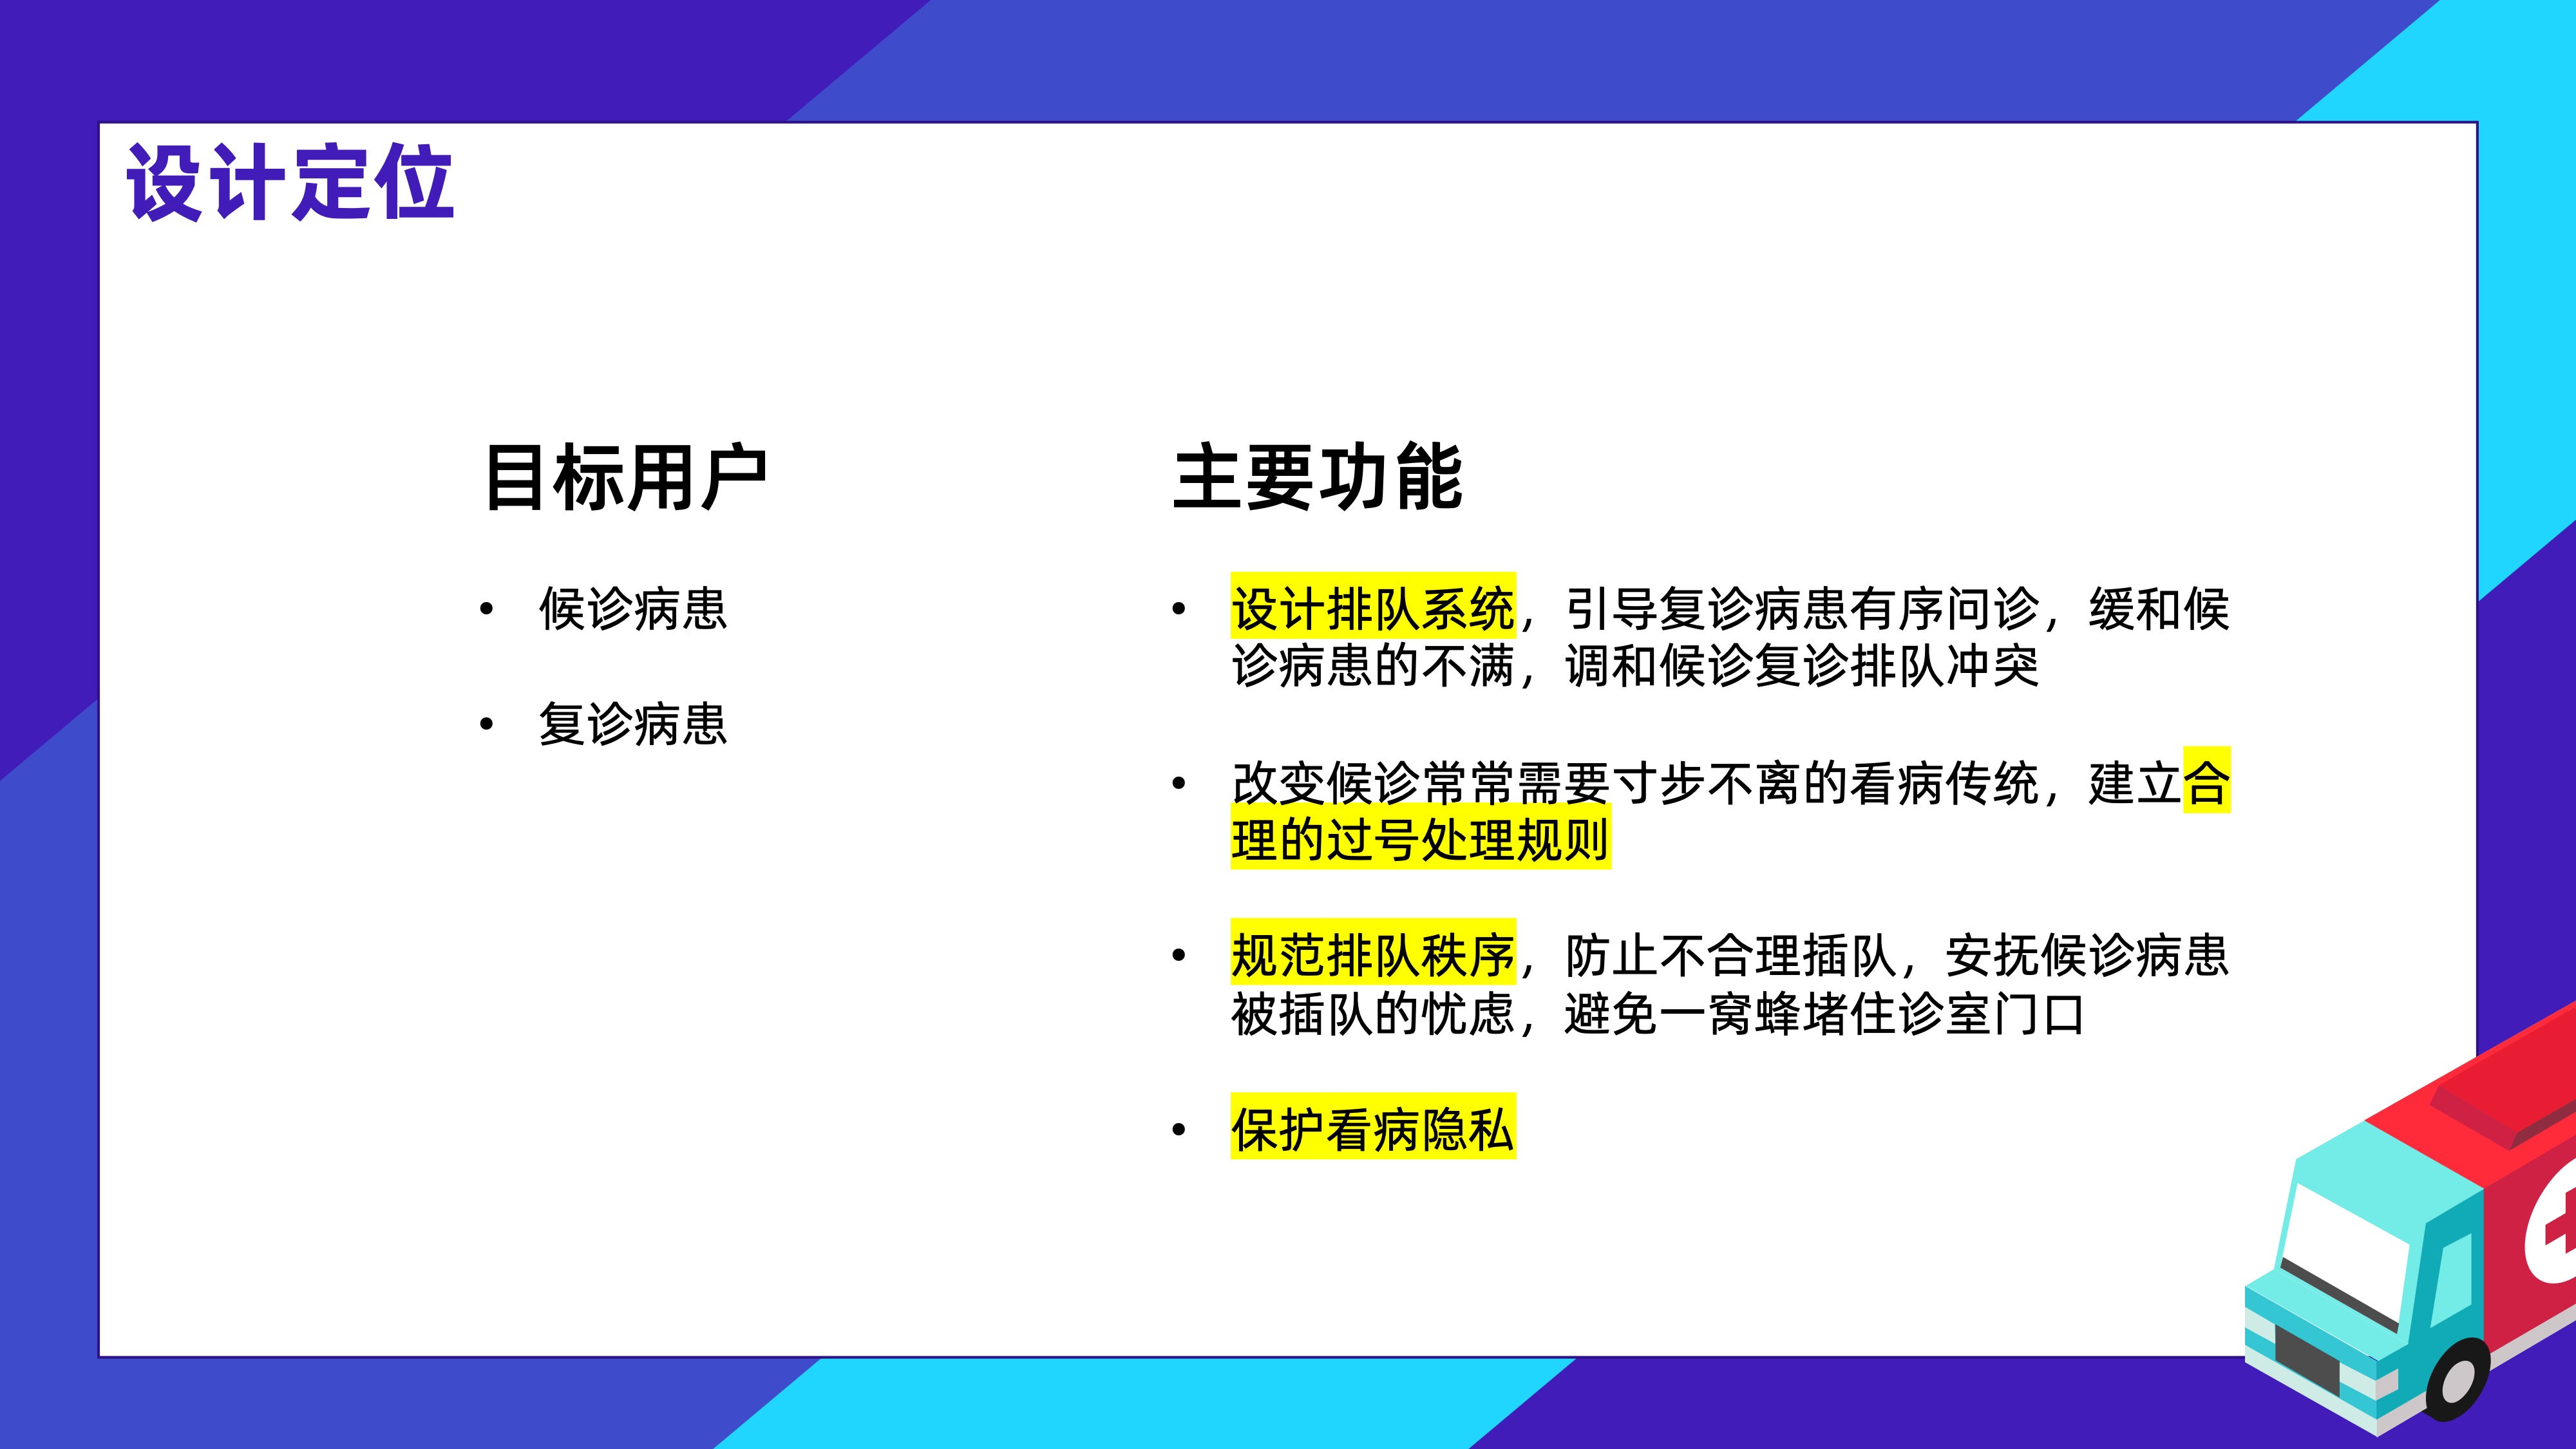 设计定位
目标用户
• 候诊病患
• 复诊病患
主要功能
• 设计排队系统，引导复诊病患有序问诊，缓和候
诊病患的不满，调和候诊复诊排队冲突
• 改变候诊常常需要寸步不离的看病传统，建立合
理的过号处理规则
• 规范排队秩序，防止不合理插队，安抚候诊病患
被插队的忧虑，避免一窝蜂堵住诊室门口
• 保护看病隐私